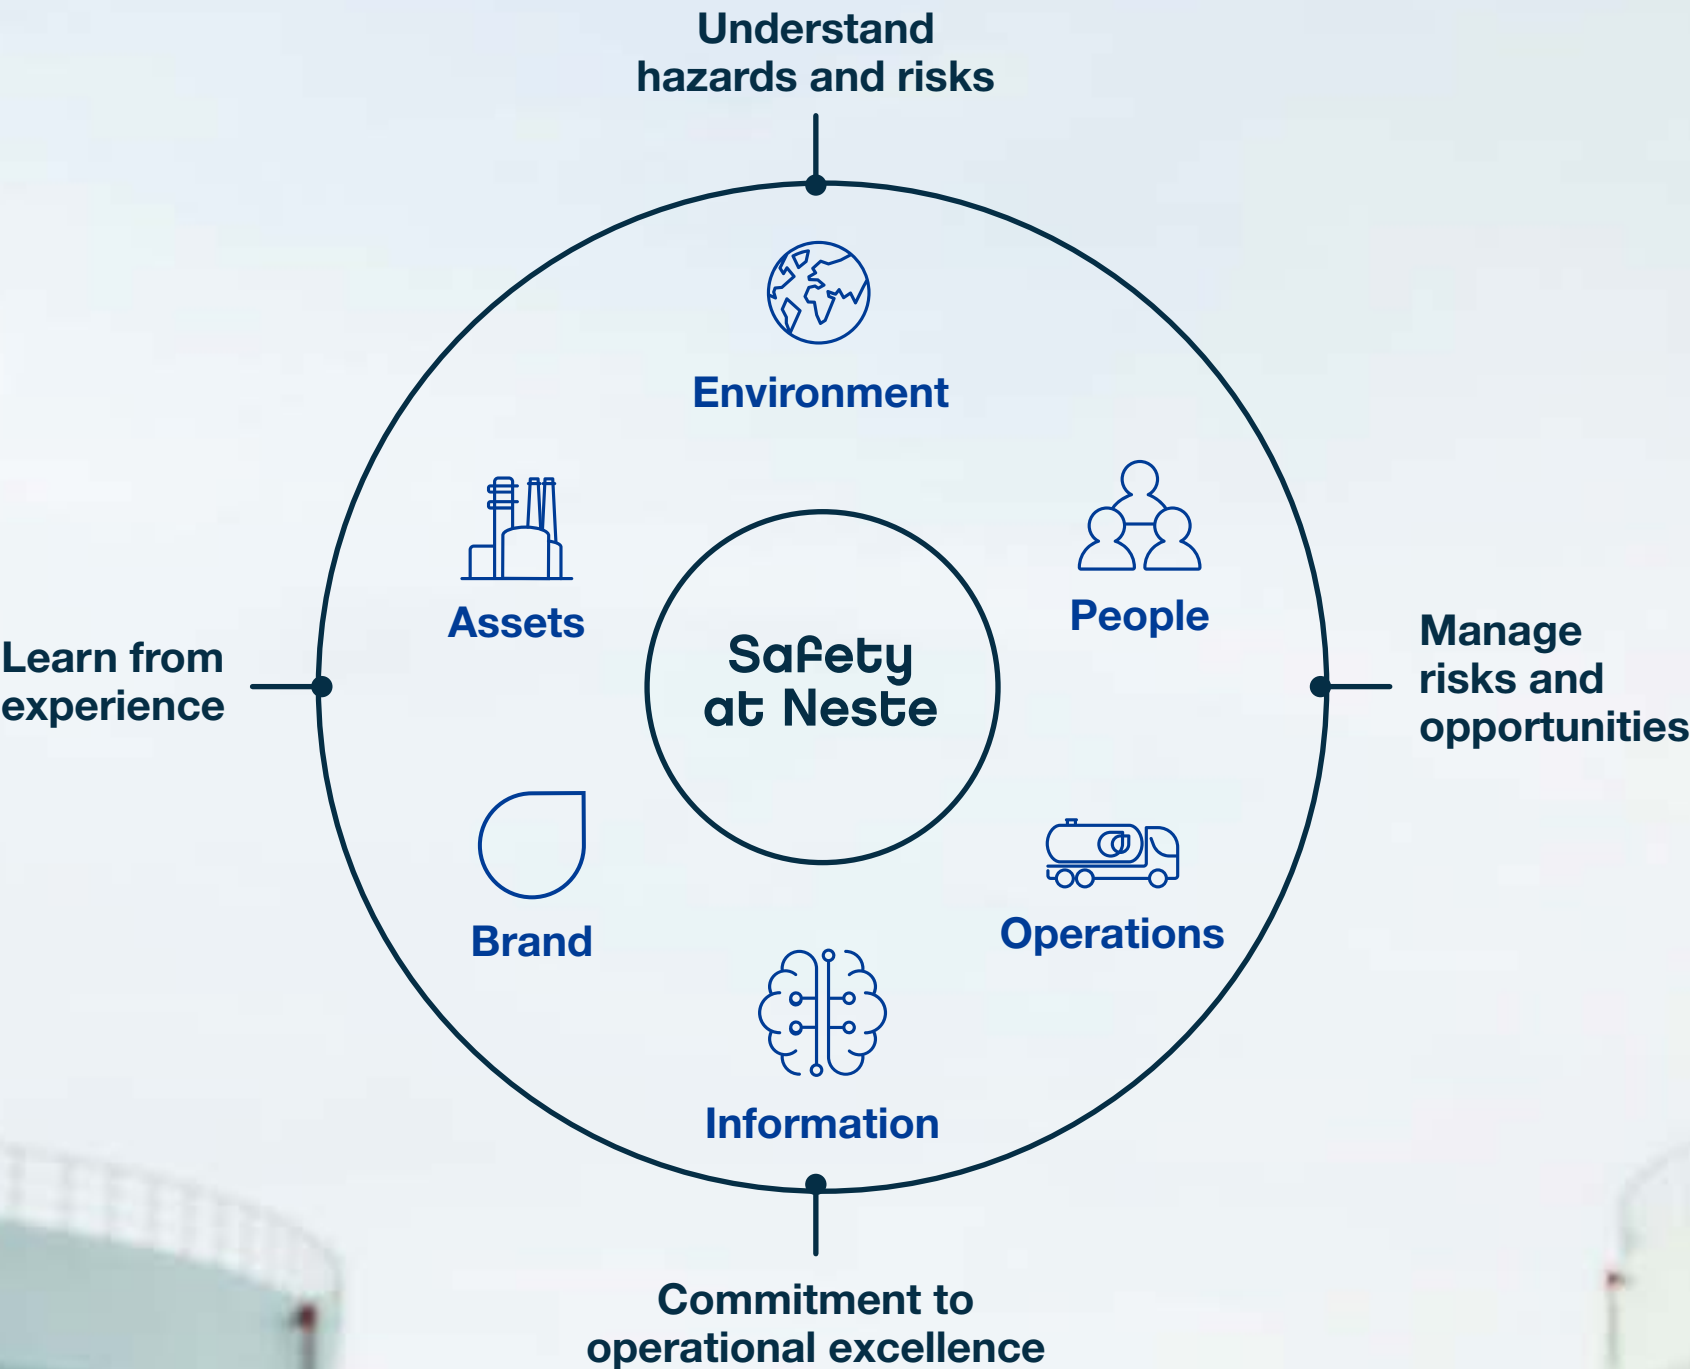 Understand
hazards and risks
Environment
Assets
People
Safety
at Neste
Learn from
experience
Manage
risks and
opportunities
Brand
Operations
Information
Commitment to
operational excellence